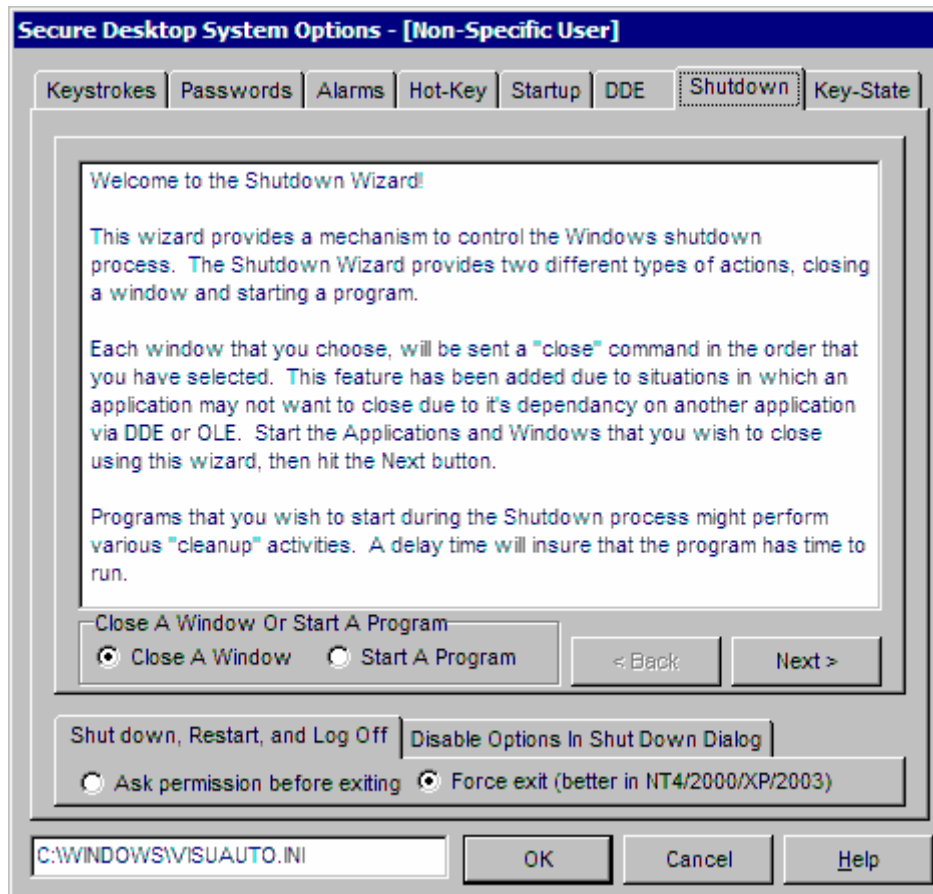 Secure Desktop System Options - [Non-Specific User]
Keystrokes Passwords Alarms Hot-Key Startup DDE Shutdown Key-State
Welcome to the Shutdown Wizard!
This wizard provides a mechanism to control the Windows shutdown
process.  The Shutdown Wizard provides two different types of actions, closing
a window and starting a program.
Each window that you choose, will be sent a "close" command in the order that
you have selected.  This feature has been added due to situations in which an
application may not want to close due to it's dependancy on another application
via DDE or OLE.  Start the Applications and Windows that you wish to close
using this wizard, then hit the Next button.
Programs that you wish to start during the Shutdown process might perform
various "cleanup" activities.  A delay time will insure that the program has time to
run.
Close A Window Or Start A Program
Close A Window Start A Program < Back Next >
Shut down, Restart, and Log Off Disable Options In Shut Down Dialog
Ask permission before exiting Force exit (better in NT4/2000/XP/2003)
C:\WINDOWS\VISUAUTO.INI OK Cancel Help